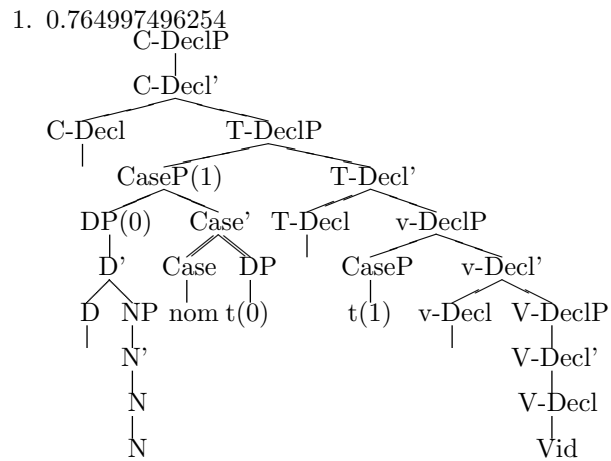 1. 0.764997496254
C-DeclP
C-Decl’
C-Decl T-DeclP
CaseP(1) T-Decl’
DP(0) Case’ T-Decl v-DeclP
D’ Case DP CaseP v-Decl’
D NP nom t(0) t(1) v-Decl V-DeclP
N’ V-Decl’
N V-Decl
N Vid